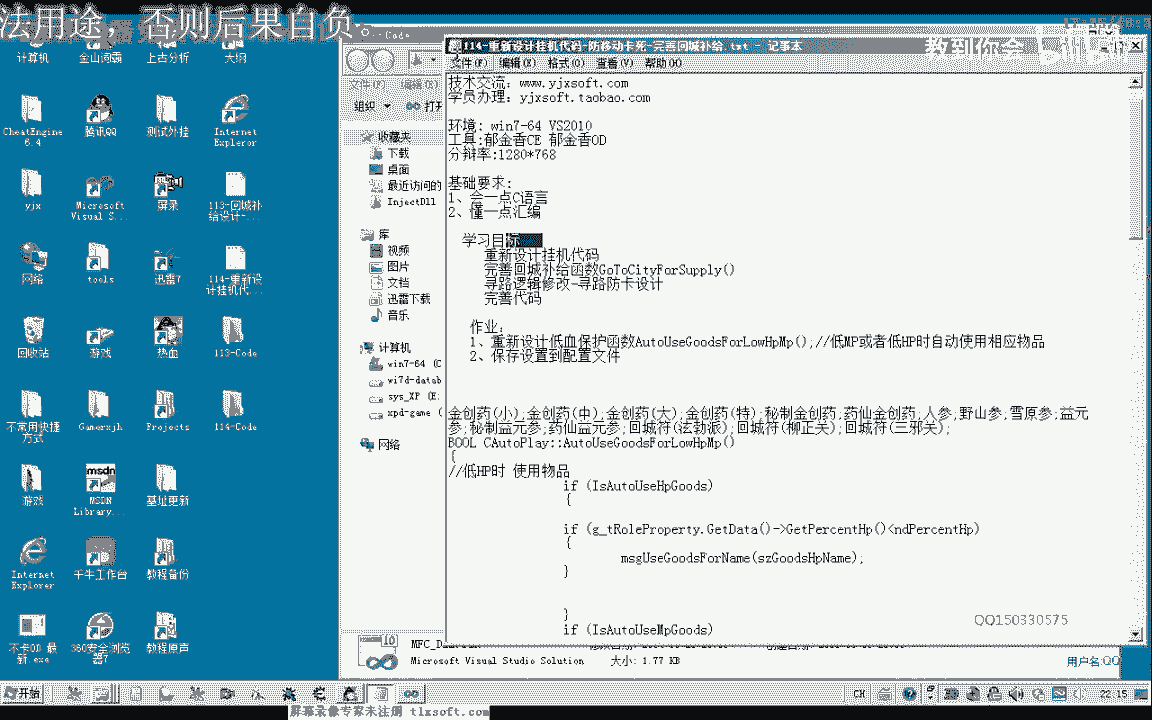 法用途，否则后果自负
教到你会
计算机
金山词霸
上古分析
大纲
CheatEngine 6.4
腾讯QQ
测试外挂
Internet Explorer
yjx
Microsoft Visual S...
屏录
113-回城补给设计-...
网络
tools
迅雷7
114-重新设计挂机代...
回收站
游戏
热血
113-Code
不常用快捷方式
Gamerxjh
Projects
114-Code
游戏
MSDN Library...
基址更新
Internet Explorer
千牛工作台
教程备份
不卡OD 最新.exe
360安全浏览器7
教程原声
文件(F)
编辑(E)
组织
打开
收藏夹
下载
桌面
最近访问的
InjectDll
库
视频
图片
文档
迅雷下载
音乐
计算机
win7-64 (C
wi7d-datab
sys_XP (E:
xpd-game (
网络
114-重新设计挂机代码-防移动卡死-完善回城补给.txt - 记事本
文件(F) 编辑(E) 格式(O) 查看(V) 帮助(H)
技术交流：www.yjxsoft.com
学员办理：yjxsoft.taobao.com
环境: win7-64 VS2010
工具:郁金香CE 郁金香OD
分辩率:1280*768
基础要求:
1、会一点C语言
2、懂一点汇编
学习目标
重新设计挂机代码
完善回城补给函数GoToCityForSupply()
寻路逻辑修改-寻路防卡设计
完善代码
作业:
1、重新设计低血保护函数AutoUseGoodsForLowHpMp();//低MP或者低HP时自动使用相应物品
2、保存设置到配置文件
金创药(小);金创药(中);金创药(大);金创药(特);秘制金创药;药仙金创药;人参;野山参;雪原参;益元
参;秘制益元参;药仙益元参;回城符(泫勃派);回城符(柳正关);回城符(三邪关);
BOOL CAutoPlay::AutoUseGoodsForLowHpMp()
{
//低HP时 使用物品
if (IsAutoUseHpGoods)
{
if (g_tRoleProperty.GetData()->GetPercentHp()<ndPercentHp)
{
msgUseGoodsForName(szGoodsHpName);
}
}
if (IsAutoUseMpGoods)
QQ150330575
Microsoft Visual Studio Solution
大小: 1.77 KB
用户名:QQ
开始
CH
22:15
屏幕录像专家未注册 tlxsoft.com